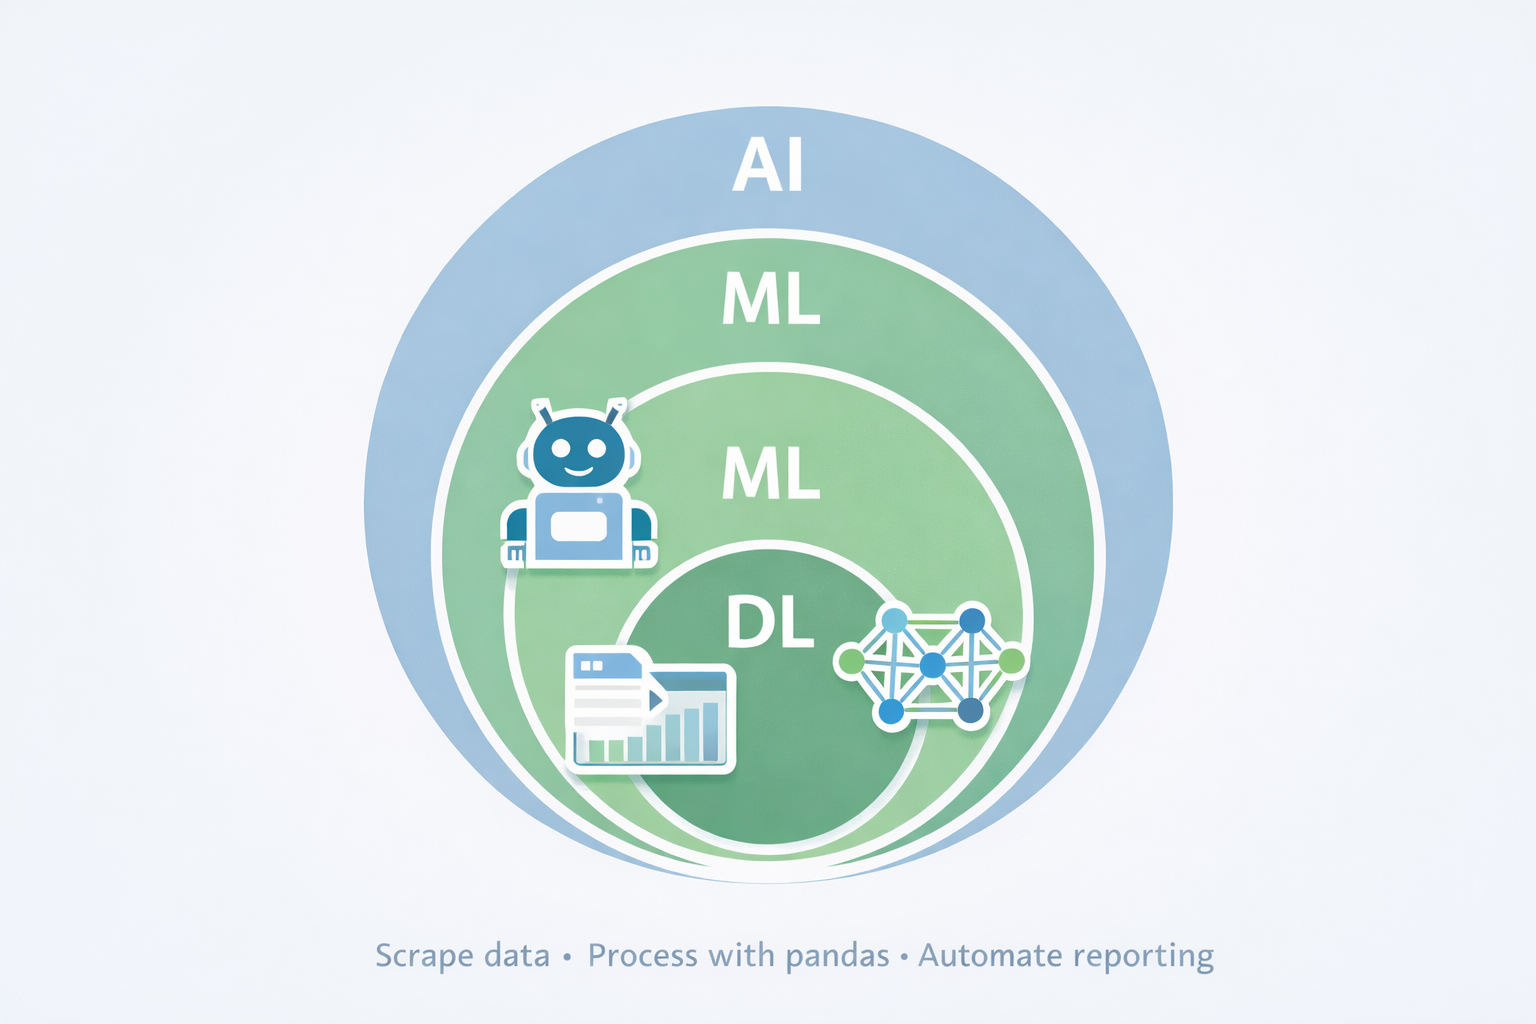 AI
ML
ML
DL
Scrape data • Process with pandas • Automate reporting